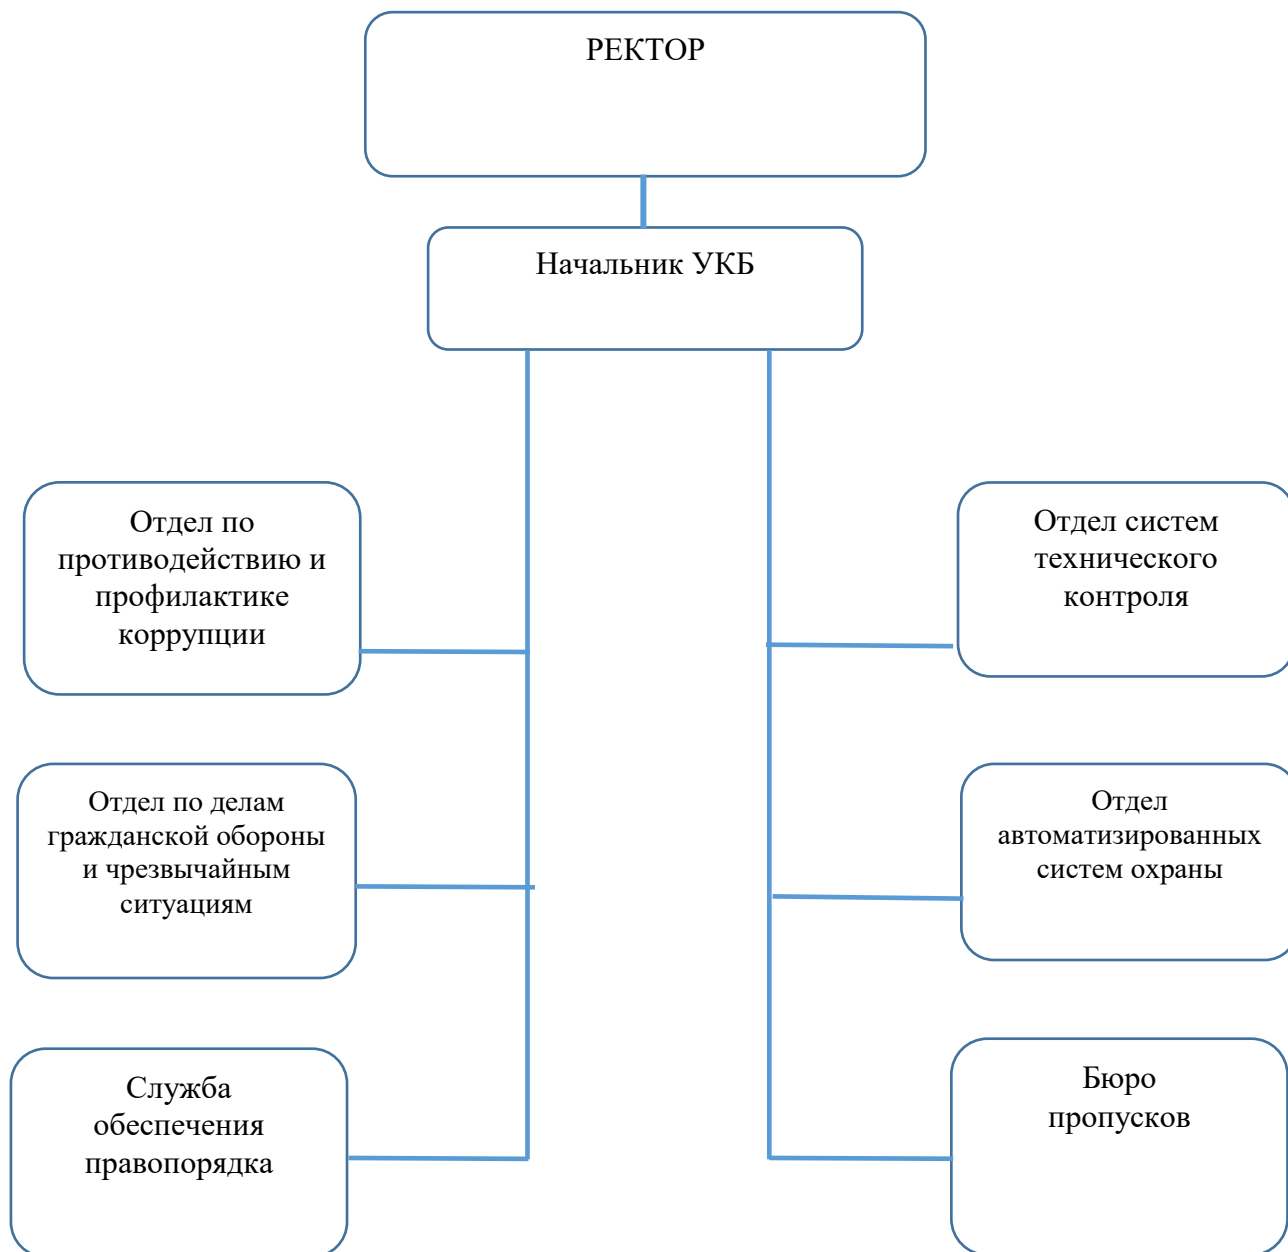 РЕКТОР
Начальник УКБ
Отдел по
противодействию и
профилактике
коррупции
Отдел систем
технического
контроля
Отдел по делам
гражданской обороны
и чрезвычайным
ситуациям
Отдел
автоматизированных
систем охраны
Служба
обеспечения
правопорядка
Бюро
пропусков